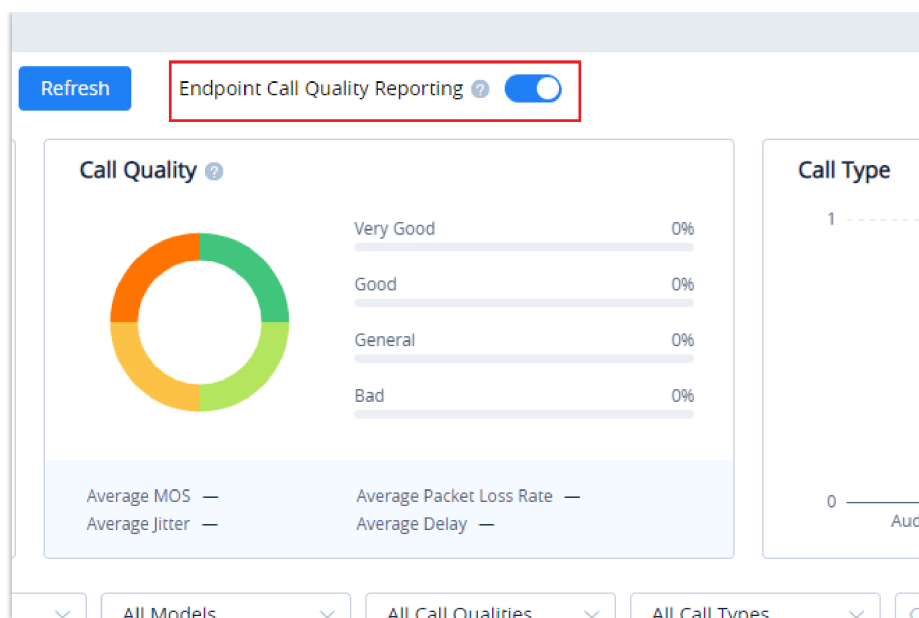 Refresh
Endpoint Call Quality Reporting ?
Call Quality ?
Very Good 0%
Good 0%
General 0%
Bad 0%
Average MOS —
Average Packet Loss Rate —
Average Jitter —
Average Delay —
Call Type
1
0
Aud
All Models
All Call Qualities
All Call Types